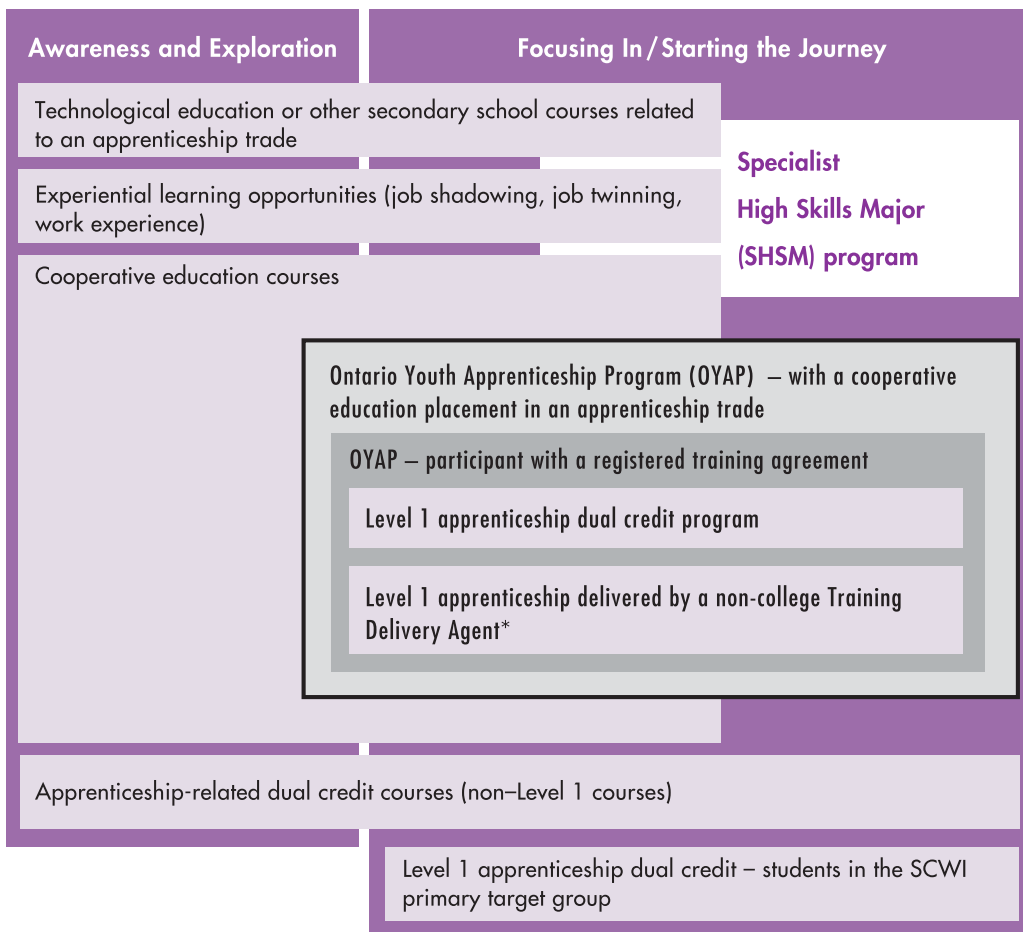 Awareness and Exploration
Focusing In / Starting the Journey
Technological education or other secondary school courses related
to an apprenticeship trade
Experiential learning opportunities (job shadowing, job twinning,
work experience)
Specialist
High Skills Major
(SHSM) program
Cooperative education courses
Ontario Youth Apprenticeship Program (OYAP) – with a cooperative
education placement in an apprenticeship trade
OYAP – participant with a registered training agreement
Level 1 apprenticeship dual credit program
Level 1 apprenticeship delivered by a non-college Training
Delivery Agent*
Apprenticeship-related dual credit courses (non–Level 1 courses)
Level 1 apprenticeship dual credit – students in the SCWI
primary target group